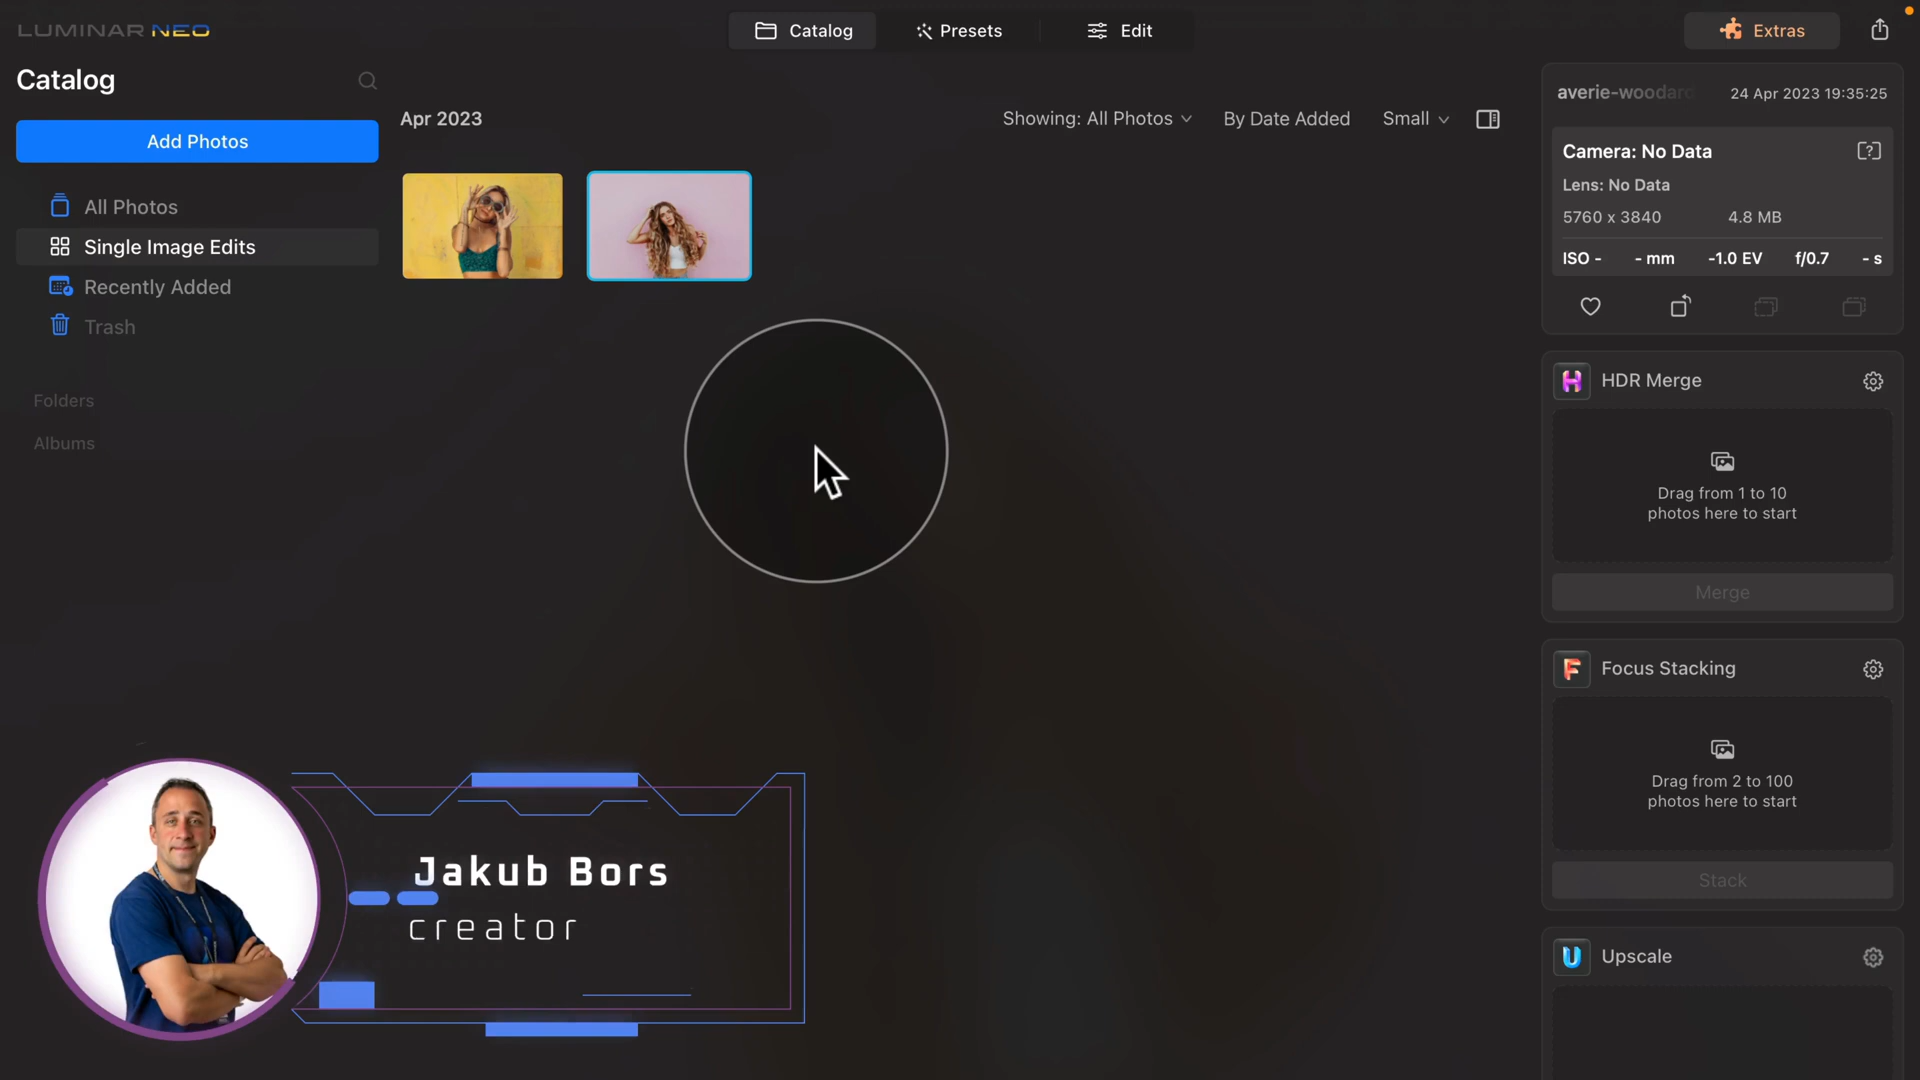 LUMINAR NEO
Catalog
Presets
Edit
Extras
Catalog
Add Photos
All Photos
Single Image Edits
Recently Added
Trash
Folders
Albums
Apr 2023
Showing: All Photos
By Date Added
Small
averie-woodard
24 Apr 2023 19:35:25
Camera: No Data
Lens: No Data
5760 x 3840 4.8 MB
ISO - - mm -1.0 EV f/0.7 - s
HDR Merge
Drag from 1 to 10
photos here to start
Merge
Focus Stacking
Drag from 2 to 100
photos here to start
Stack
Upscale
Jakub Bors
creator